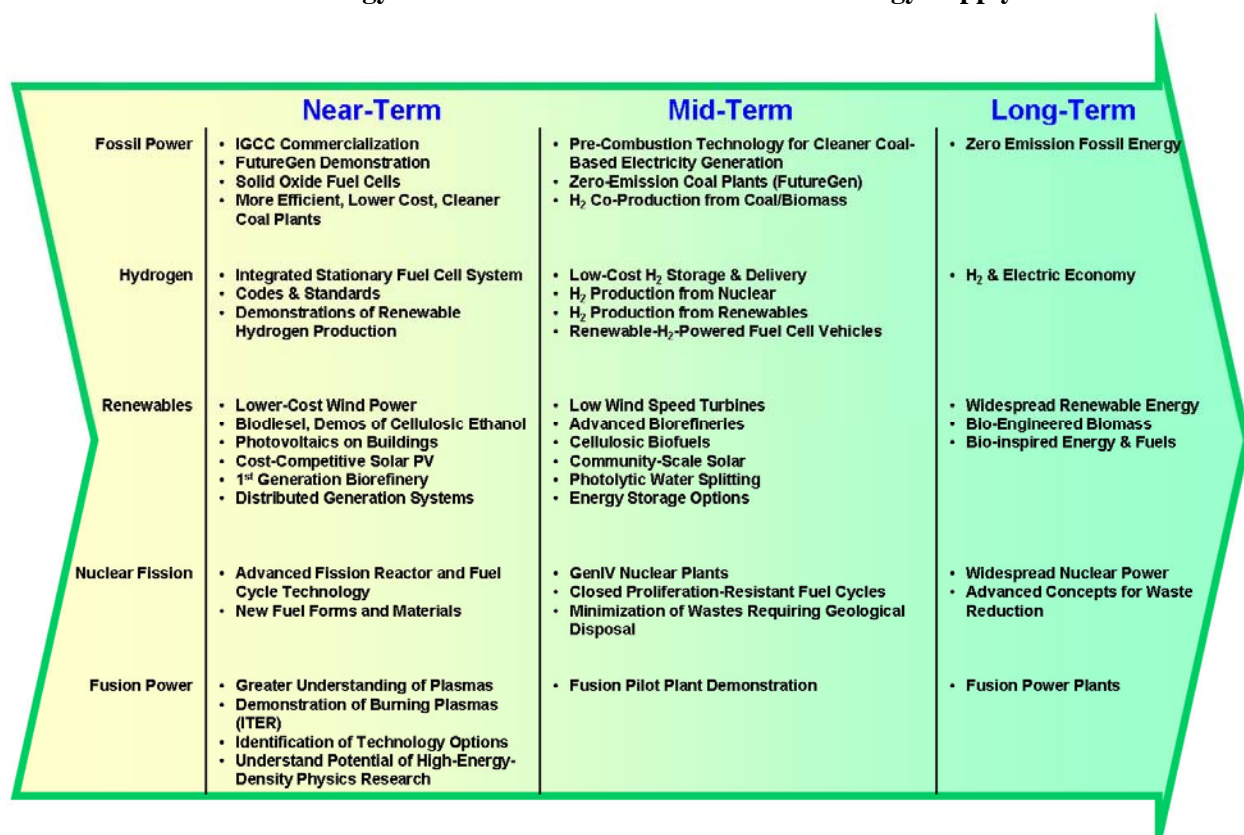 Near-Term
Mid-Term
Long-Term
Fossil Power
• IGCC Commercialization
• FutureGen Demonstration
• Solid Oxide Fuel Cells
• More Efficient, Lower Cost, Cleaner
Coal Plants
• Pre-Combustion Technology for Cleaner Coal-
Based Electricity Generation
• Zero-Emission Coal Plants (FutureGen)
• H₂ Co-Production from Coal/Biomass
• Zero Emission Fossil Energy
Hydrogen
• Integrated Stationary Fuel Cell System
• Codes & Standards
• Demonstrations of Renewable
Hydrogen Production
• Low-Cost H₂ Storage & Delivery
• H₂ Production from Nuclear
• H₂ Production from Renewables
• Renewable-H₂-Powered Fuel Cell Vehicles
• H₂ & Electric Economy
Renewables
• Lower-Cost Wind Power
• Biodiesel, Demos of Cellulosic Ethanol
• Photovoltaics on Buildings
• Cost-Competitive Solar PV
• 1st Generation Biorefinery
• Distributed Generation Systems
• Low Wind Speed Turbines
• Advanced Biorefineries
• Cellulosic Biofuels
• Community-Scale Solar
• Photolytic Water Splitting
• Energy Storage Options
• Widespread Renewable Energy
• Bio-Engineered Biomass
• Bio-inspired Energy & Fuels
Nuclear Fission
• Advanced Fission Reactor and Fuel
Cycle Technology
• New Fuel Forms and Materials
• GenIV Nuclear Plants
• Closed Proliferation-Resistant Fuel Cycles
• Minimization of Wastes Requiring Geological
Disposal
• Widespread Nuclear Power
• Advanced Concepts for Waste
Reduction
Fusion Power
• Greater Understanding of Plasmas
• Demonstration of Burning Plasmas
(ITER)
• Identification of Technology Options
• Understand Potential of High-Energy-
Density Physics Research
• Fusion Pilot Plant Demonstration
• Fusion Power Plants